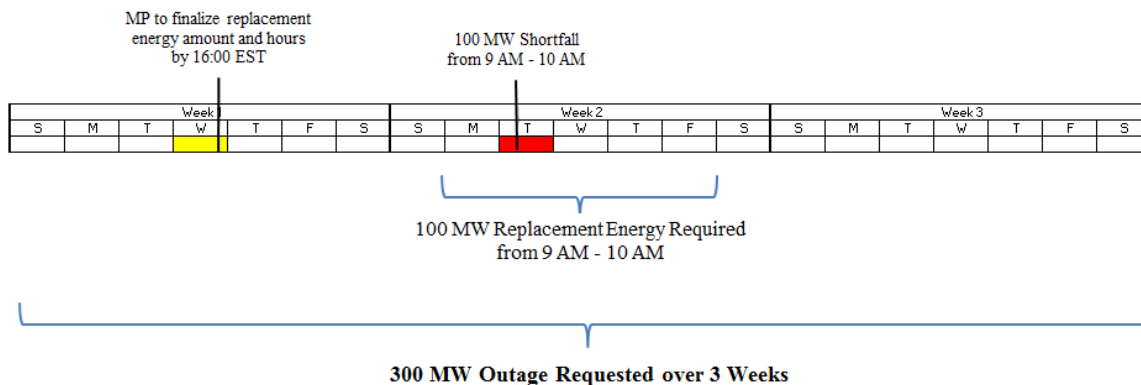 MP to finalize replacement
energy amount and hours
by 16:00 EST
100 MW Shortfall
from 9 AM - 10 AM
Week 1 Week 2 Week 3
S M T W T F S S M T W T F S S M T W T F S
100 MW Replacement Energy Required
from 9 AM - 10 AM
300 MW Outage Requested over 3 Weeks